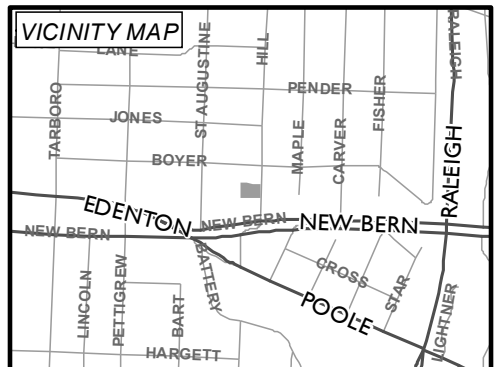 VICINITY MAP
LANE
TARBORO
ST AUGUSTINE
HILL
RALEIGH
PENDER
FISHER
JONES
MAPLE
CARVER
BOYER
RALEIGH
EDENTON
NEW BERN
NEW BERN
NEW BERN
LINCOLN
PETTIGREW
BART
BATTERY
CROSS
STAR
POOLE
LIGHTNER
HARGETT